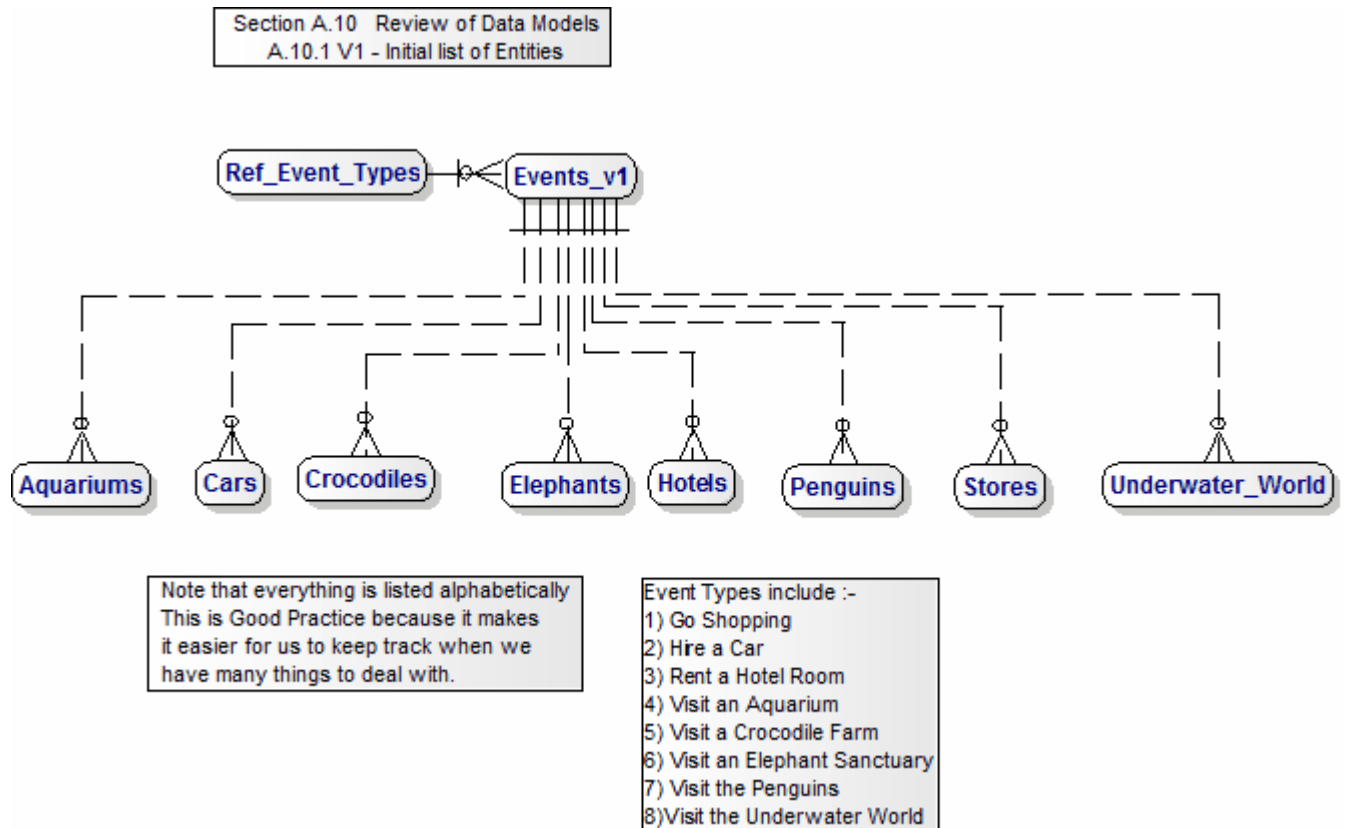 Section A.10 Review of Data Models
A.10.1 V1 - Initial list of Entities
Ref_Event_Types
Events_v1
Aquariums
Cars
Crocodiles
Elephants
Hotels
Penguins
Stores
Underwater_World
Note that everything is listed alphabetically
This is Good Practice because it makes
it easier for us to keep track when we
have many things to deal with.
Event Types include :-
1) Go Shopping
2) Hire a Car
3) Rent a Hotel Room
4) Visit an Aquarium
5) Visit a Crocodile Farm
6) Visit an Elephant Sanctuary
7) Visit the Penguins
8)Visit the Underwater World